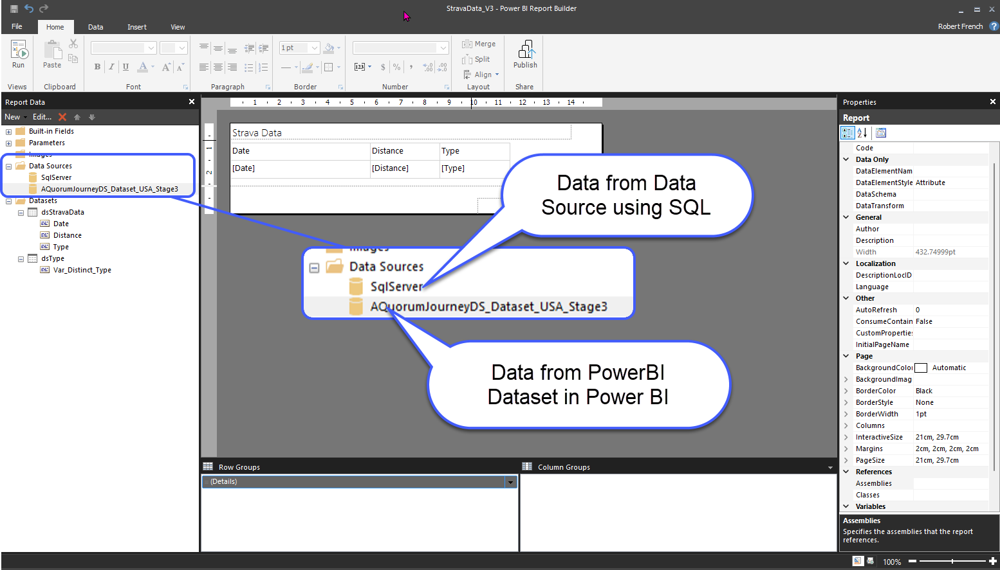 StravaData_V3 - Power BI Report Builder
File Home Data Insert View
Robert French
Run
Paste
B I U A A A
1pt
123 $ % ,
Merge
Split
Align
Publish
Views Clipboard Font Paragraph Border Number Layout Share
Report Data
New Edit...
Built-in Fields
Parameters
Images
Data Sources
SqlServer
AQuorumJourneyDS_Dataset_USA_Stage3
Datasets
dsStravaData
Date
Distance
Type
dsType
Var_Distinct_Type
1 2 3 4 5 6 7 8 9 10 11 12 13 14
1
2
Strava Data
Date Distance Type
[Date] [Distance] [Type]
Data from Data
Source using SQL
Images
Data Sources
SqlServer
AQuorumJourneyDS_Dataset_USA_Stage3
Data from PowerBI
Dataset in Power BI
Row Groups
(Details)
Column Groups
Properties
Report
Code
Data Only
DataElementNam
DataElementStyle Attribute
DataSchema
DataTransform
General
Author
Description
Width 432.74999pt
Localization
DescriptionLocID
Language
Other
AutoRefresh 0
ConsumeContain False
CustomProperties
InitialPageName
Page
BackgroundColor Automatic
BackgroundImag
BorderColor Black
BorderStyle None
BorderWidth 1pt
Columns
InteractiveSize 21cm, 29.7cm
Margins 2cm, 2cm, 2cm, 2cm
PageSize 21cm, 29.7cm
References
Assemblies
Classes
Variables
Assemblies
Specifies the assemblies that the report
references.
100%